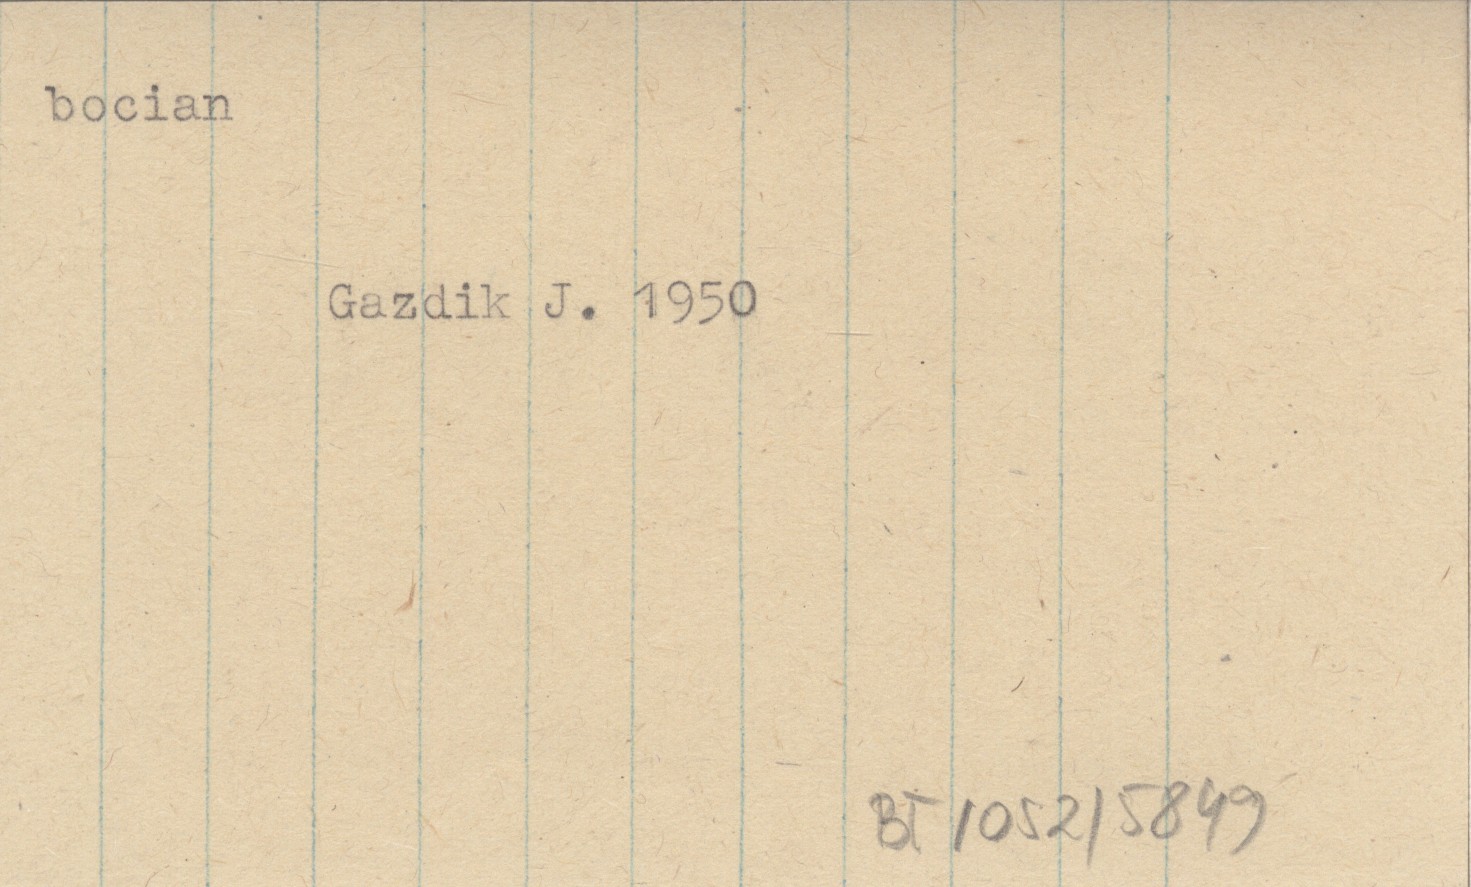 bocian
Gazdik J. 1950
BT 1052/5849